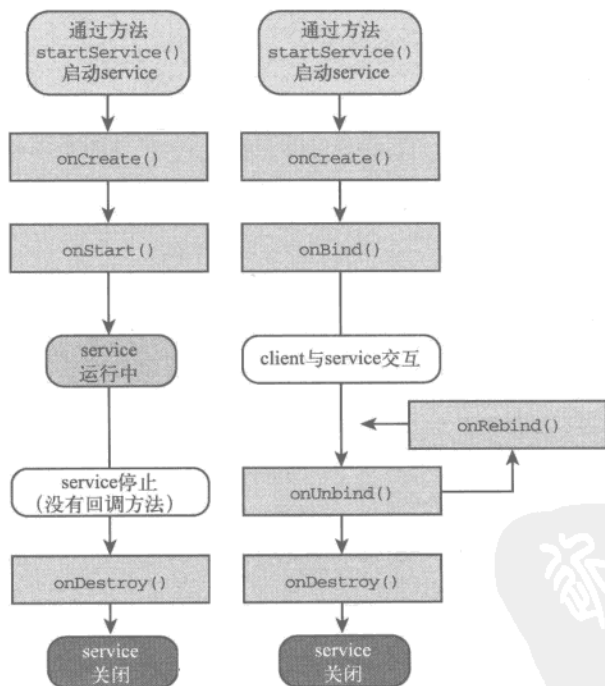 通过方法
startService()
启动service
onCreate()
onStart()
service
运行中
service停止
(没有回调方法)
onDestroy()
service
关闭
通过方法
startService()
启动service
onCreate()
onBind()
client与service交互
onRebind()
onUnbind()
onDestroy()
service
关闭